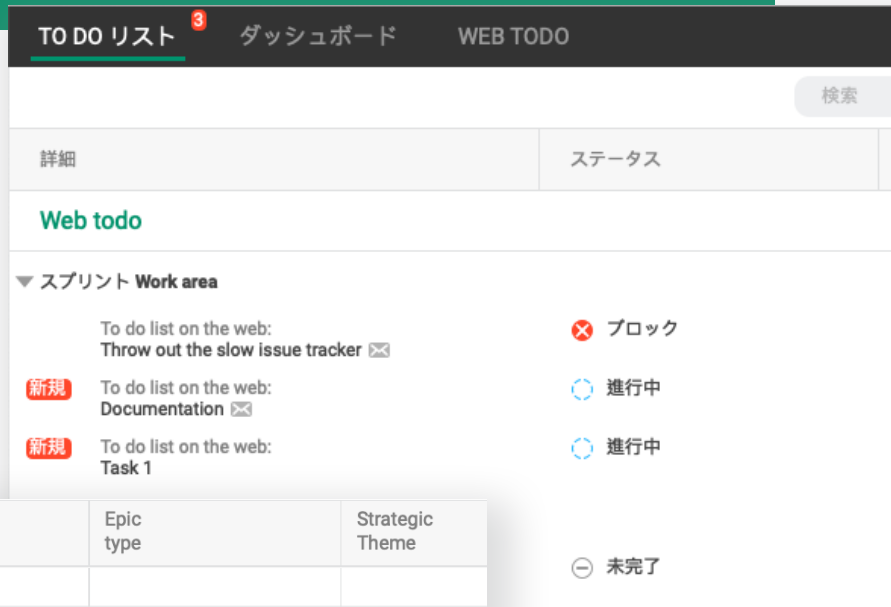 TO DO リスト 3 ダッシュボード WEB TODO
検索
詳細 ステータス
Web todo
スプリント Work area
To do list on the web:
Throw out the slow issue tracker
ブロック
新規 To do list on the web:
Documentation
進行中
新規 To do list on the web:
Task 1
進行中
Epic
type
Strategic
Theme
未完了